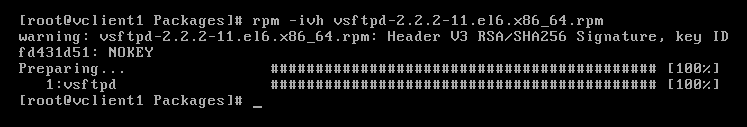 [root@vclient1 Packages]# rpm -ivh vsftpd-2.2.2-11.el6.x86_64.rpm
warning: vsftpd-2.2.2-11.el6.x86_64.rpm: Header V3 RSA/SHA256 Signature, key ID
fd431d51: NOKEY
Preparing... ########################################### [100%]
1:vsftpd ########################################### [100%]
[root@vclient1 Packages]# _